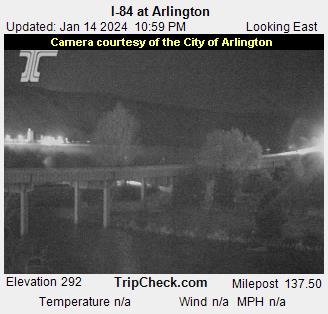 I-84 at Arlington
Updated: Jan 14 2024 10:59 PM Looking East
Camera courtesy of the City of Arlington
Elevation 292 TripCheck.com Milepost 137.50
Temperature n/a Wind n/a MPH n/a